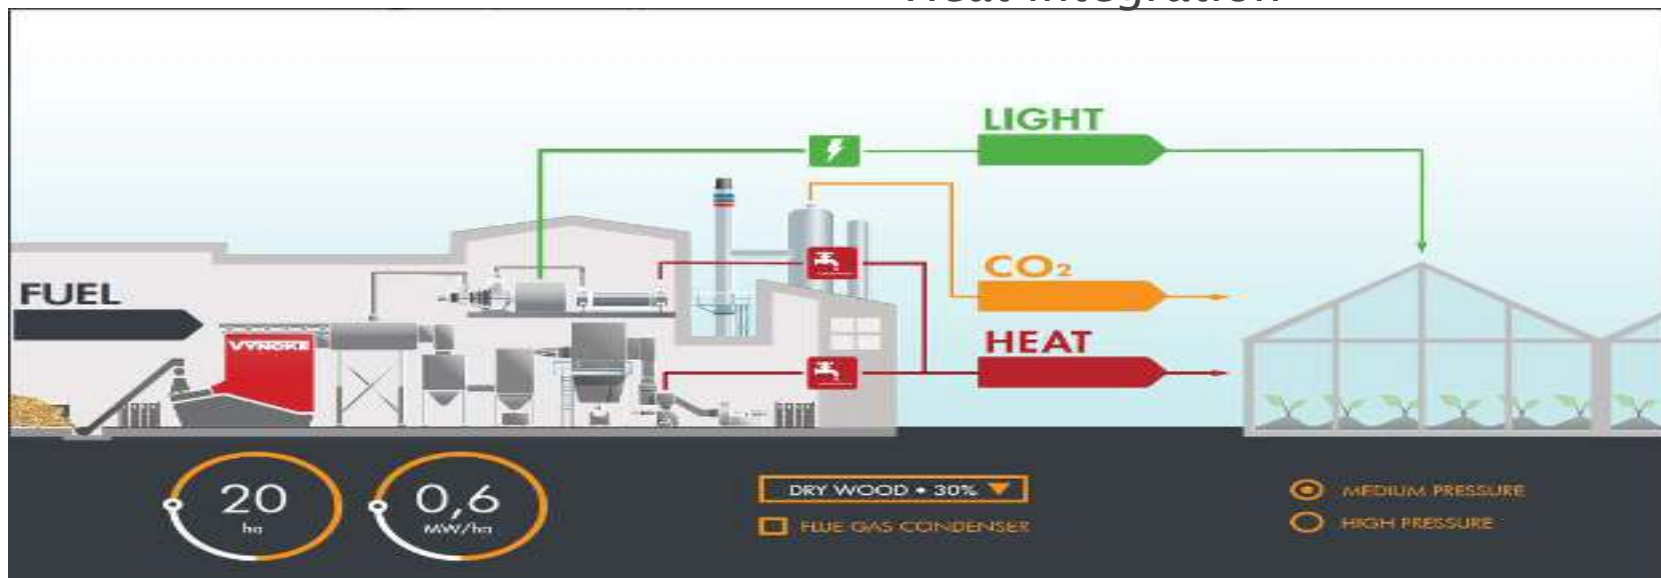 Heat Integration
LIGHT
FUEL
CO₂
VYNCKE
HEAT
20
ha
0,6
MW/ha
DRY WOOD • 30%
FLUE GAS CONDENSER
MEDIUM PRESSURE
HIGH PRESSURE